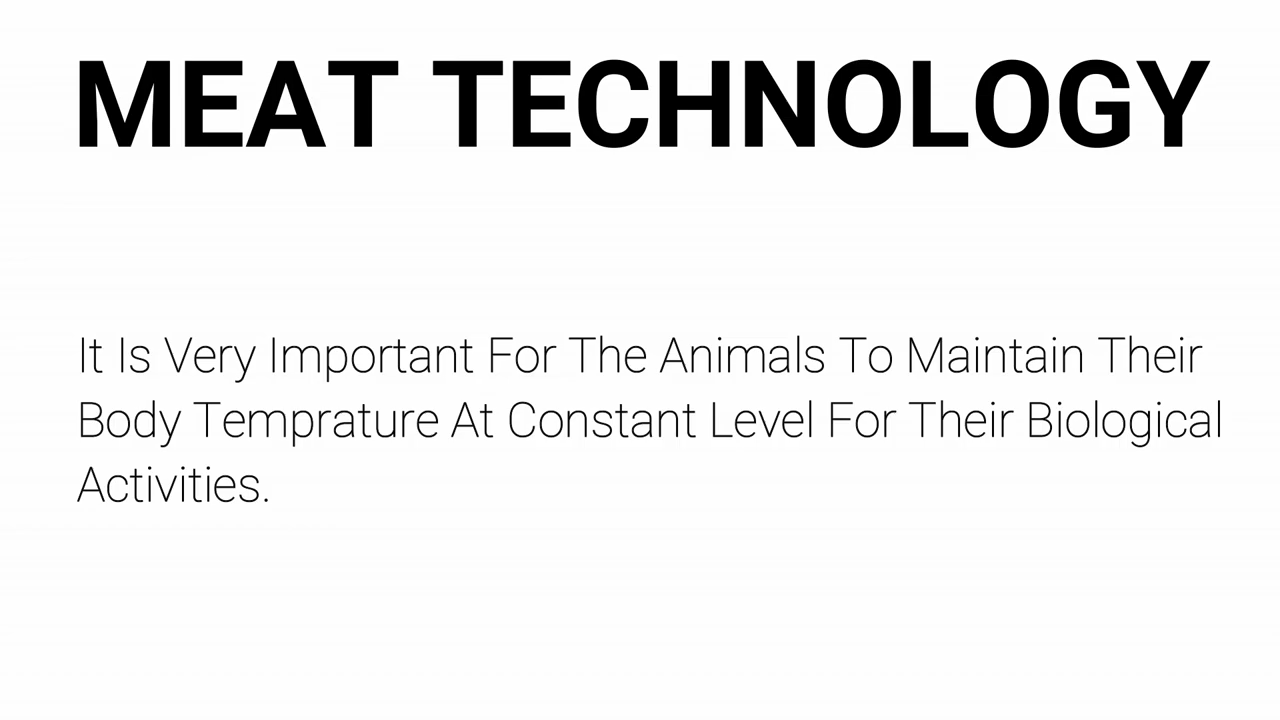 MEAT TECHNOLOGY
It Is Very Important For The Animals To Maintain Their
Body Temprature At Constant Level For Their Biological
Activities.